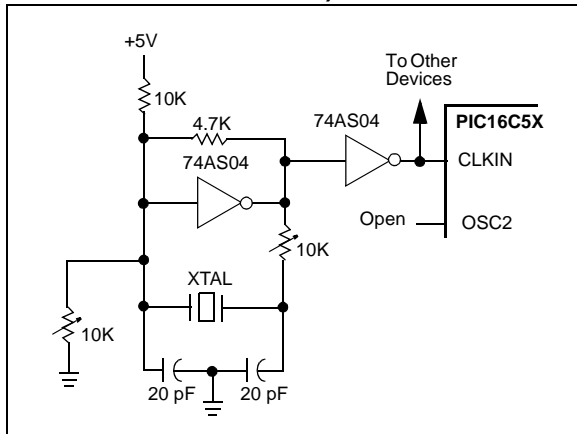 +5V
To Other
Devices
10K
4.7K
74AS04
PIC16C5X
74AS04
CLKIN
Open
OSC2
10K
XTAL
10K
20 pF
20 pF